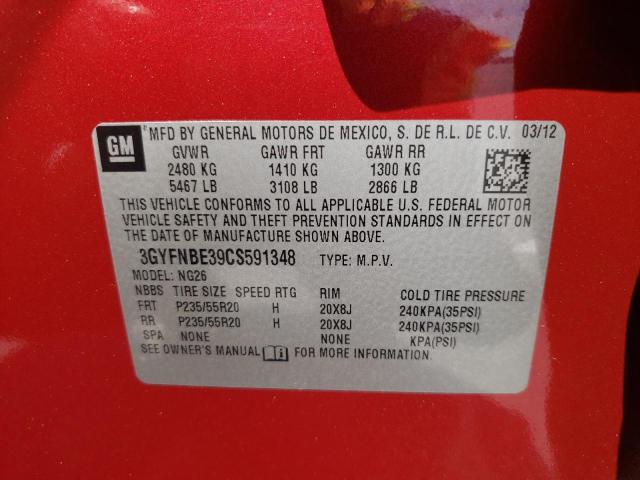 GM MFD BY GENERAL MOTORS DE MEXICO, S. DE R.L. DE C.V. 03/12
GVWR GAWR FRT GAWR RR
2480 KG 1410 KG 1300 KG
5467 LB 3108 LB 2866 LB
THIS VEHICLE CONFORMS TO ALL APPLICABLE U.S. FEDERAL MOTOR
VEHICLE SAFETY AND THEFT PREVENTION STANDARDS IN EFFECT ON
THE DATE OF MANUFACTURE SHOWN ABOVE.
3GYFNBE39CS591348 TYPE: M.P.V.
MODEL: NG26
NBBS TIRE SIZE SPEED RTG RIM COLD TIRE PRESSURE
FRT P235/55R20 H 20X8J 240KPA(35PSI)
RR P235/55R20 H 20X8J 240KPA(35PSI)
SPA NONE NONE KPA(PSI)
SEE OWNER'S MANUAL FOR MORE INFORMATION.